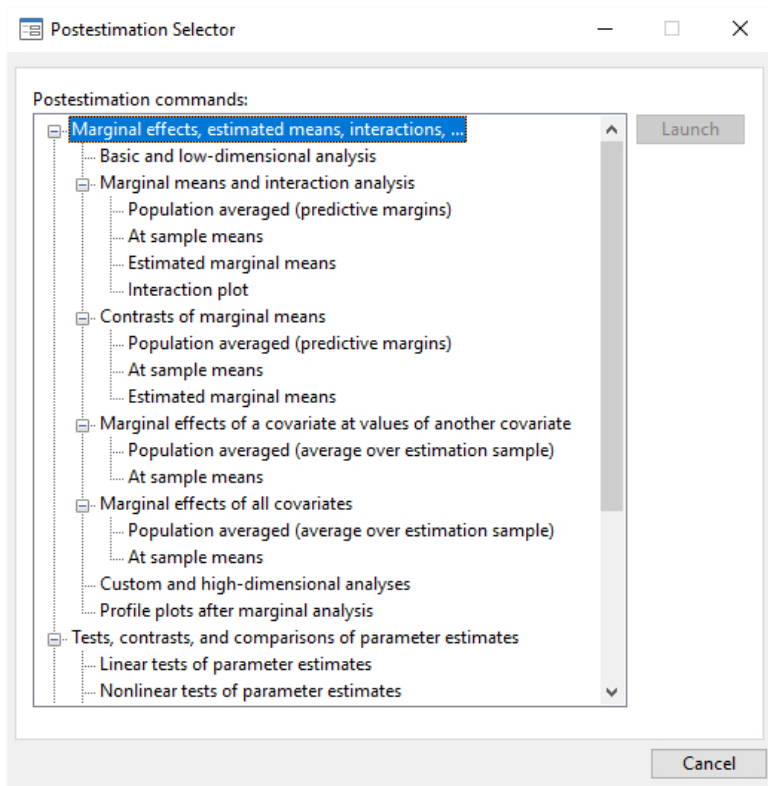 Postestimation Selector
Postestimation commands:
Marginal effects, estimated means, interactions, ...
Launch
Basic and low-dimensional analysis
Marginal means and interaction analysis
Population averaged (predictive margins)
At sample means
Estimated marginal means
Interaction plot
Contrasts of marginal means
Population averaged (predictive margins)
At sample means
Estimated marginal means
Marginal effects of a covariate at values of another covariate
Population averaged (average over estimation sample)
At sample means
Marginal effects of all covariates
Population averaged (average over estimation sample)
At sample means
Custom and high-dimensional analyses
Profile plots after marginal analysis
Tests, contrasts, and comparisons of parameter estimates
Linear tests of parameter estimates
Nonlinear tests of parameter estimates
Cancel